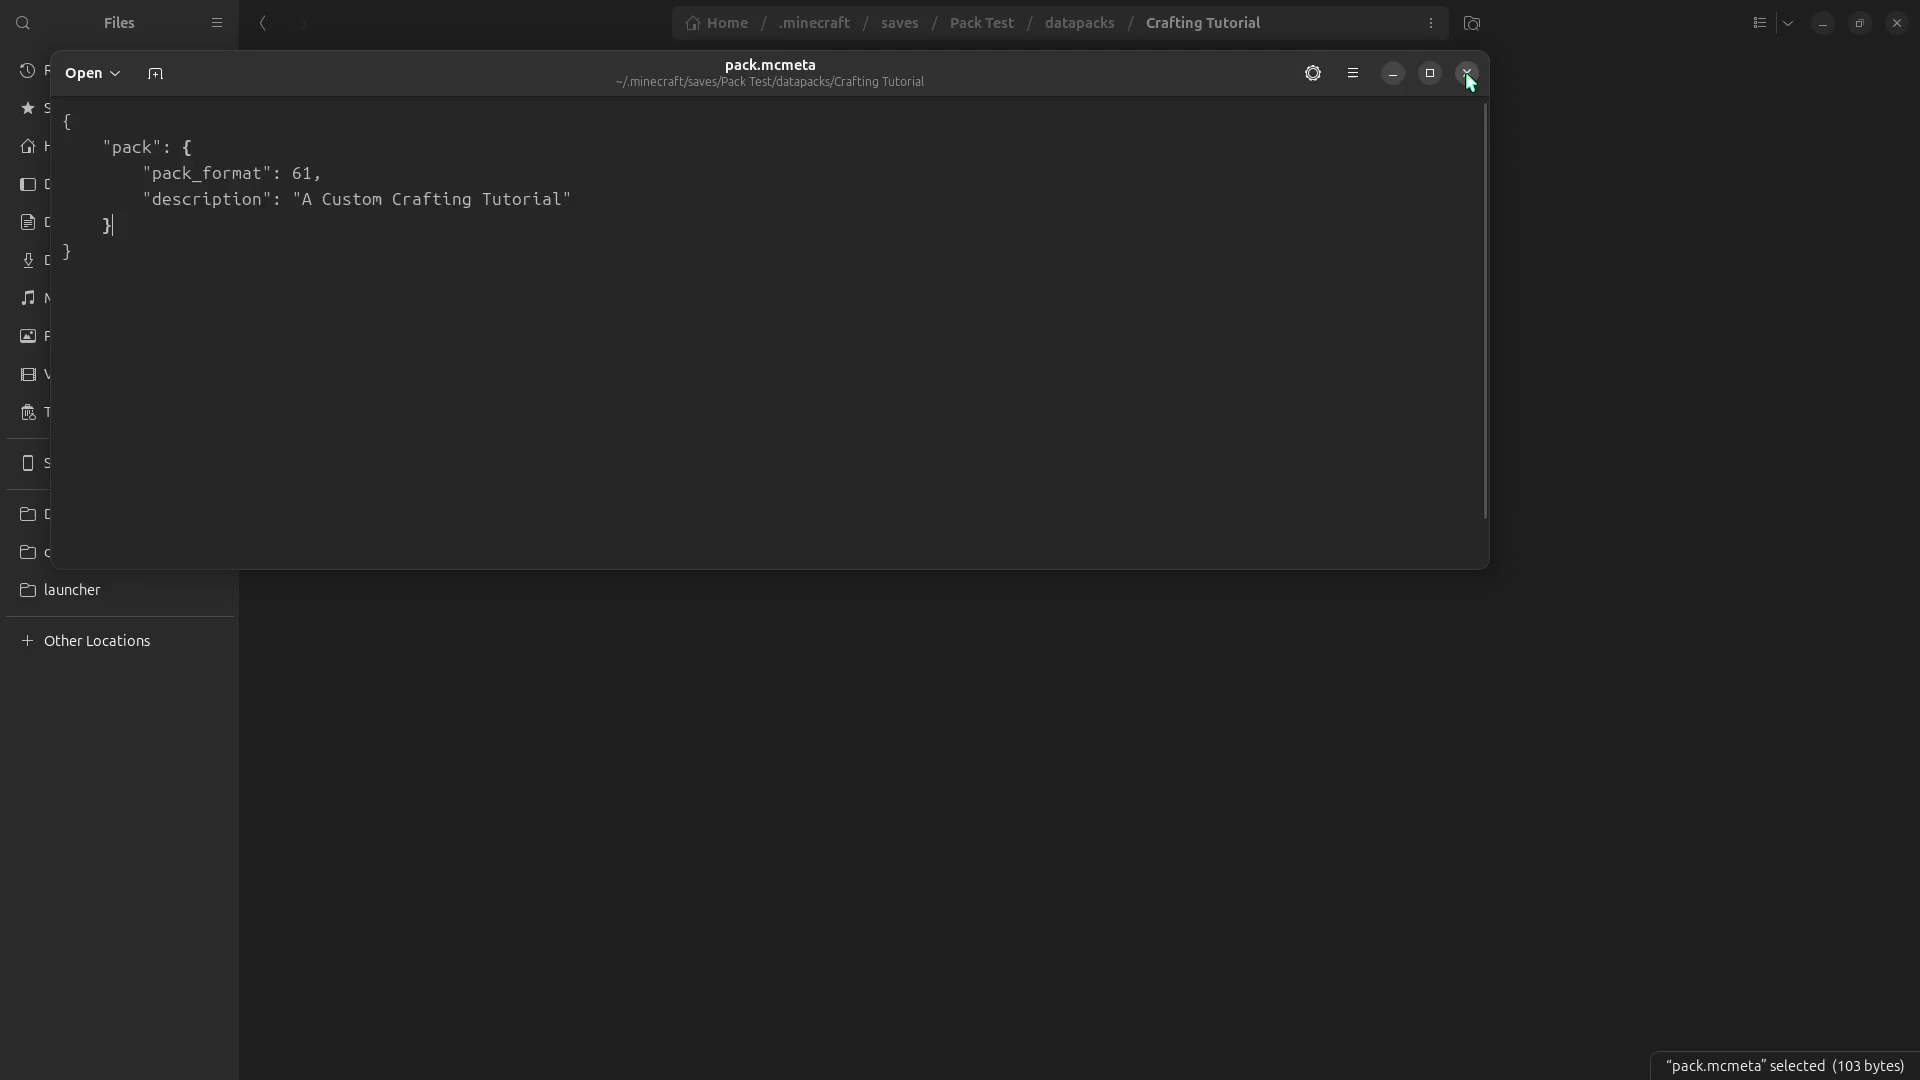 Files
Home / .minecraft / saves / Pack Test / datapacks / Crafting Tutorial
Open
pack.mcmeta
~/.minecraft/saves/Pack Test/datapacks/Crafting Tutorial
{
"pack": {
"pack_format": 61,
"description": "A Custom Crafting Tutorial"
}
}
launcher
Other Locations
“pack.mcmeta” selected (103 bytes)